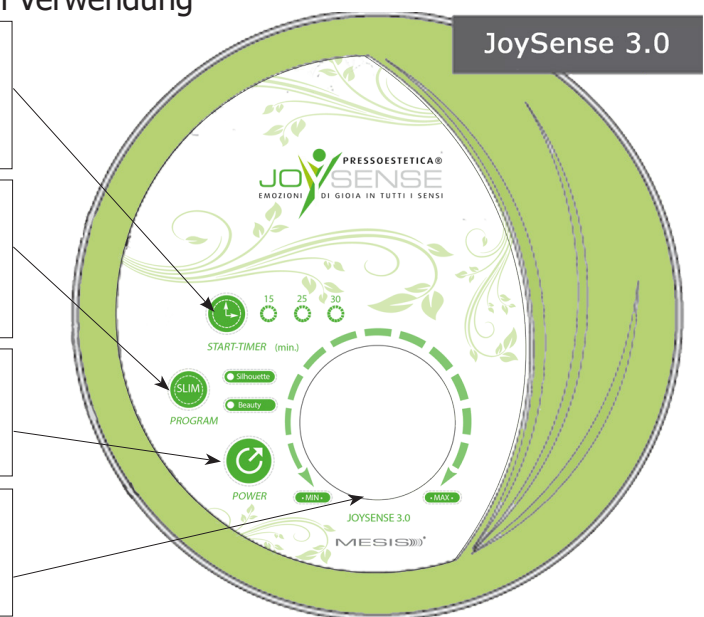 Verwendung
JoySense 3.0
PRESSOESTETICA®
JOYSENSE
EMOZIONI DI GIOIA IN TUTTI I SENSI
15 25 30
START-TIMER (min.)
SLIM
Silhouette
Beauty
PROGRAM
POWER
•MIN•
•MAX•
JOYSENSE 3.0
MESIS